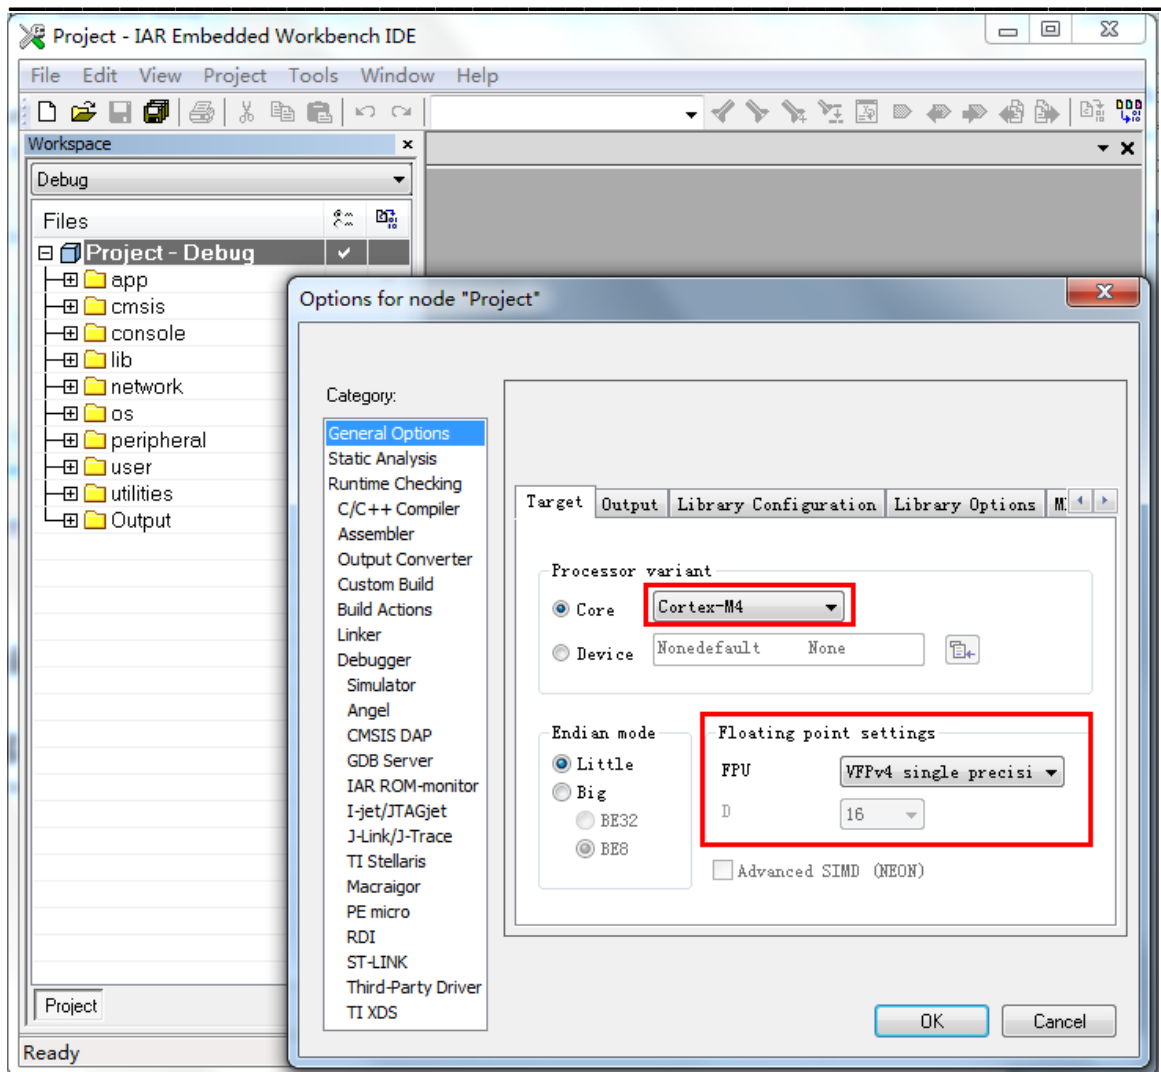 Project - IAR Embedded Workbench IDE
File Edit View Project Tools Window Help
Workspace
Debug
Files
Project - Debug
app
cmsis
console
lib
network
os
peripheral
user
utilities
Output
Project
Ready
Options for node "Project"
Category:
General Options
Static Analysis
Runtime Checking
C/C++ Compiler
Assembler
Output Converter
Custom Build
Build Actions
Linker
Debugger
Simulator
Angel
CMSIS DAP
GDB Server
IAR ROM-monitor
I-jet/JTAGjet
J-Link/J-Trace
TI Stellaris
Macraigor
PE micro
RDI
ST-LINK
Third-Party Driver
TI XDS
Target Output Library Configuration Library Options M
Processor variant
Core Cortex-M4
Device Nonedefault None
Endian mode
Little
Big
BE32
BE8
Floating point settings
FPU VFPv4 single precisi
D 16
Advanced SIMD (NEON)
OK Cancel